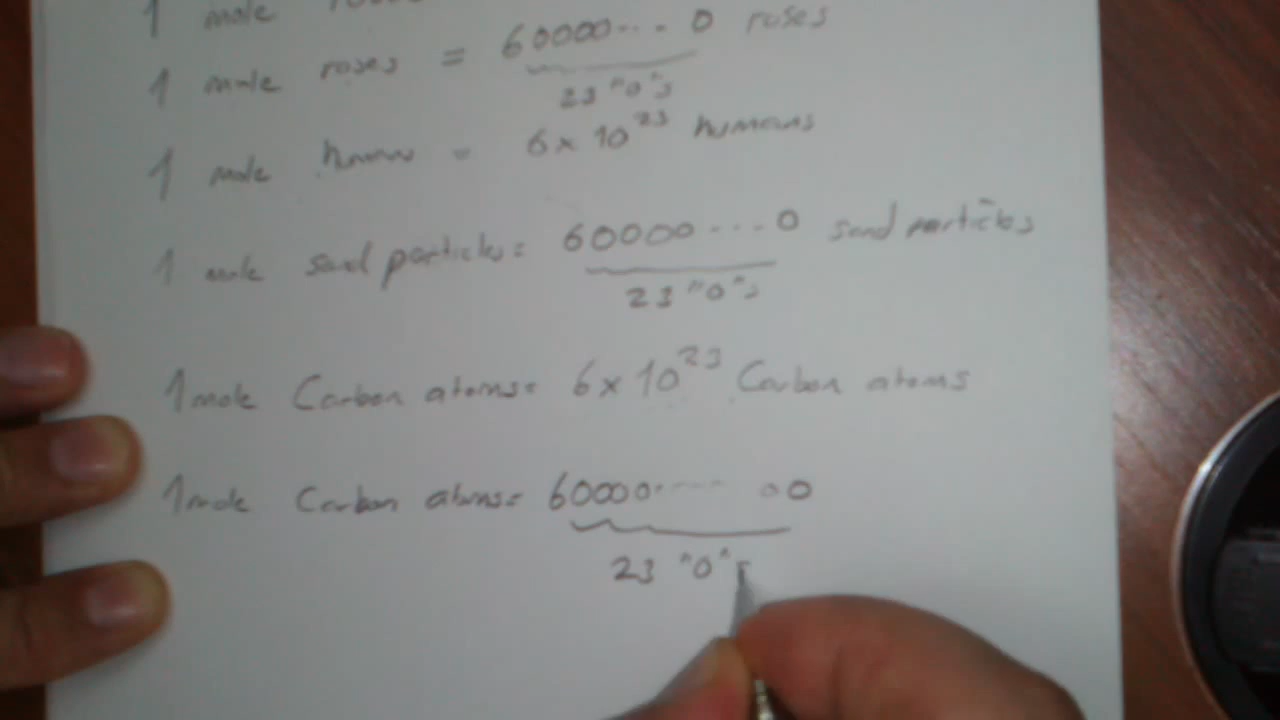 1 mole
1 mole roses = 60000... 0 roses
23 "0"s
1 mole humans = 6 x 10^23 humans
1 mole sand particles = 60000...0 sand particles
23 "0"s
1 mole Carbon atoms = 6 x 10^23 Carbon atoms
1 mole Carbon atoms = 60000..... 00
23 "0"s